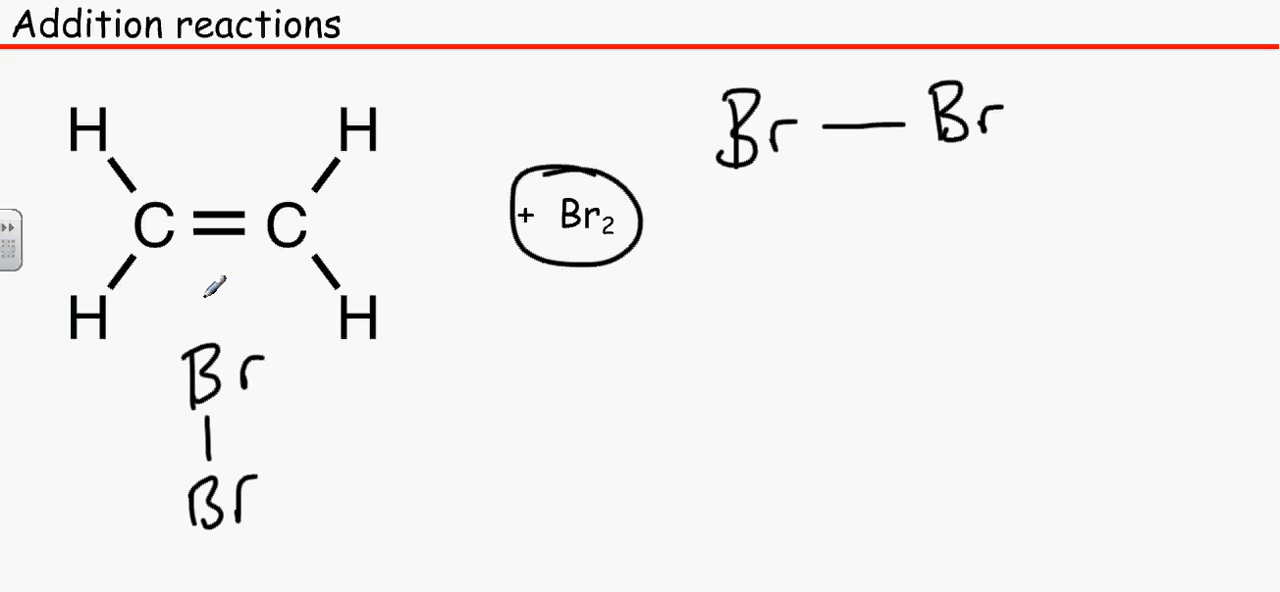 Addition reactions
H H
C = C
H H
+ Br₂
Br — Br
Br
|
Br